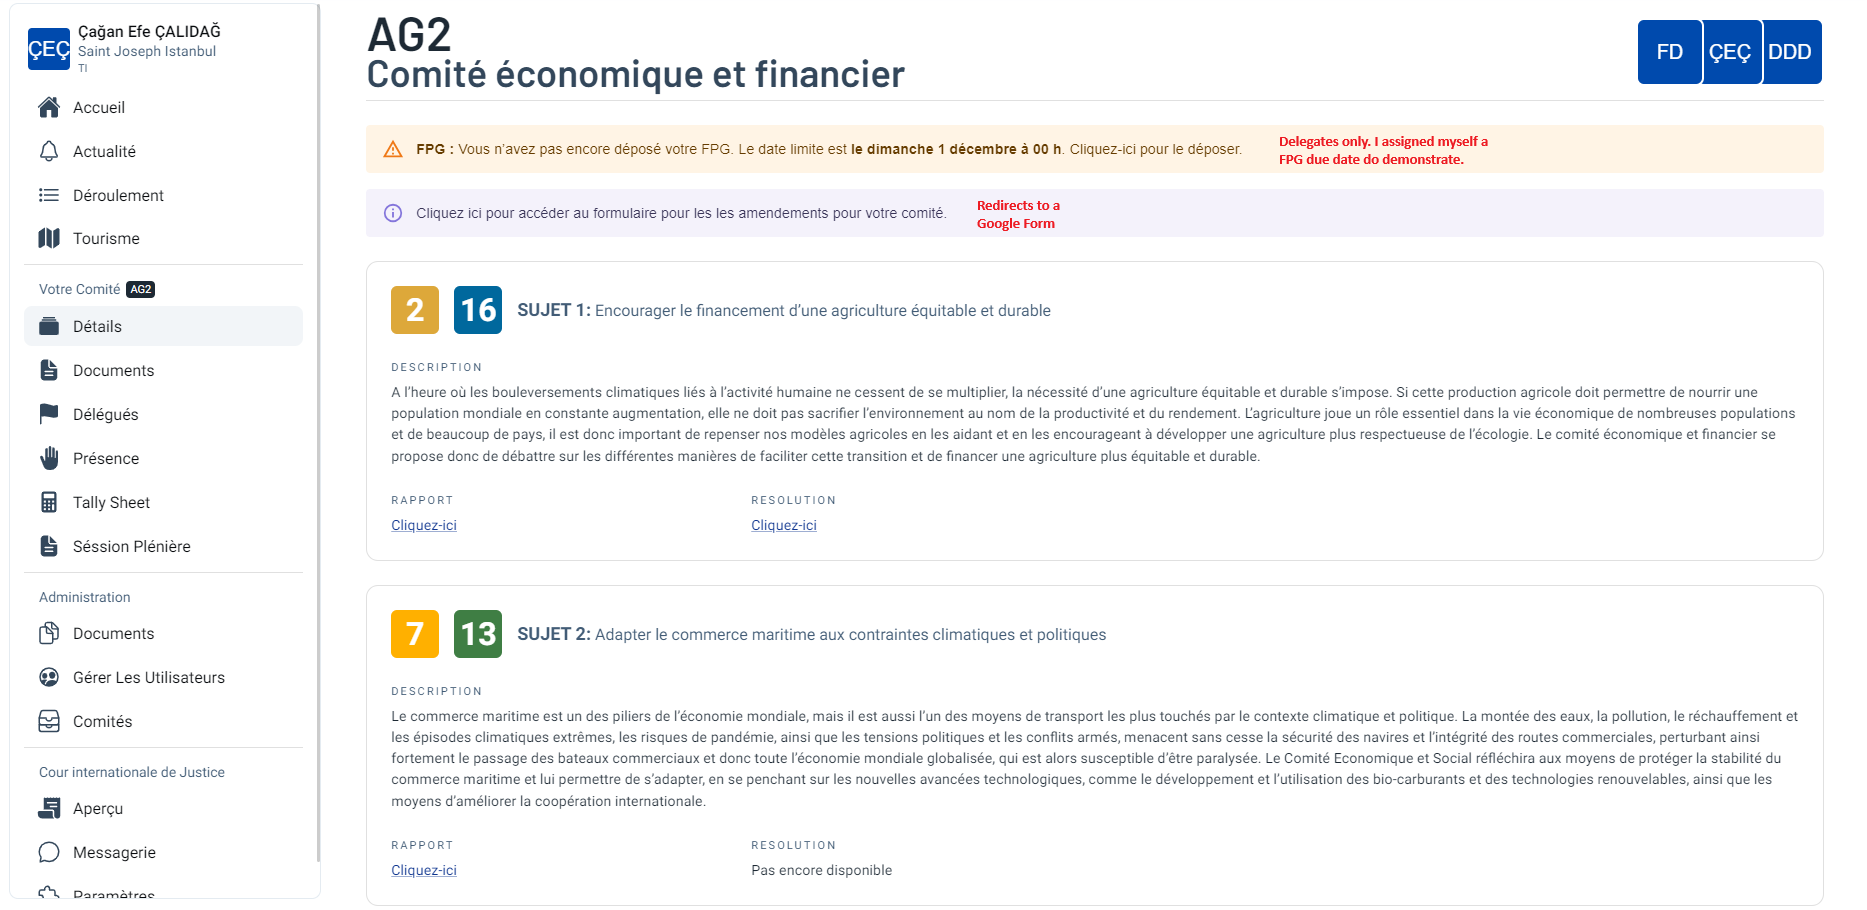 ÇEÇ
Çağan Efe ÇALIDAĞ
Saint Joseph Istanbul
TI
Accueil
Actualité
Déroulement
Tourisme
Votre Comité AG2
Détails
Documents
Délégués
Présence
Tally Sheet
Séssion Plénière
Administration
Documents
Gérer Les Utilisateurs
Comités
Cour internationale de Justice
Aperçu
Messagerie
Paramètres
AG2
Comité économique et financier
FD ÇEÇ DDD
FPG : Vous n’avez pas encore déposé votre FPG. Le date limite est le dimanche 1 décembre à 00 h. Cliquez-ici pour le déposer.
Delegates only. I assigned myself a
FPG due date do demonstrate.
Cliquez ici pour accéder au formulaire pour les les amendements pour votre comité.
Redirects to a
Google Form
2 16 SUJET 1: Encourager le financement d’une agriculture équitable et durable
DESCRIPTION
A l’heure où les bouleversements climatiques liés à l’activité humaine ne cessent de se multiplier, la nécessité d’une agriculture équitable et durable s’impose. Si cette production agricole doit permettre de nourrir une
population mondiale en constante augmentation, elle ne doit pas sacrifier l’environnement au nom de la productivité et du rendement. L’agriculture joue un rôle essentiel dans la vie économique de nombreuses populations
et de beaucoup de pays, il est donc important de repenser nos modèles agricoles en les aidant et en les encourageant à développer une agriculture plus respectueuse de l’écologie. Le comité économique et financier se
propose donc de débattre sur les différentes manières de faciliter cette transition et de financer une agriculture plus équitable et durable.
RAPPORT RESOLUTION
Cliquez-ici Cliquez-ici
7 13 SUJET 2: Adapter le commerce maritime aux contraintes climatiques et politiques
DESCRIPTION
Le commerce maritime est un des piliers de l’économie mondiale, mais il est aussi l’un des moyens de transport les plus touchés par le contexte climatique et politique. La montée des eaux, la pollution, le réchauffement et
les épisodes climatiques extrêmes, les risques de pandémie, ainsi que les tensions politiques et les conflits armés, menacent sans cesse la sécurité des navires et l’intégrité des routes commerciales, perturbant ainsi
fortement le passage des bateaux commerciaux et donc toute l’économie mondiale globalisée, qui est alors susceptible d’être paralysée. Le Comité Economique et Social réfléchira aux moyens de protéger la stabilité du
commerce maritime et lui permettre de s’adapter, en se penchant sur les nouvelles avancées technologiques, comme le développement et l’utilisation des bio-carburants et des technologies renouvelables, ainsi que les
moyens d’améliorer la coopération internationale.
RAPPORT RESOLUTION
Cliquez-ici Pas encore disponible